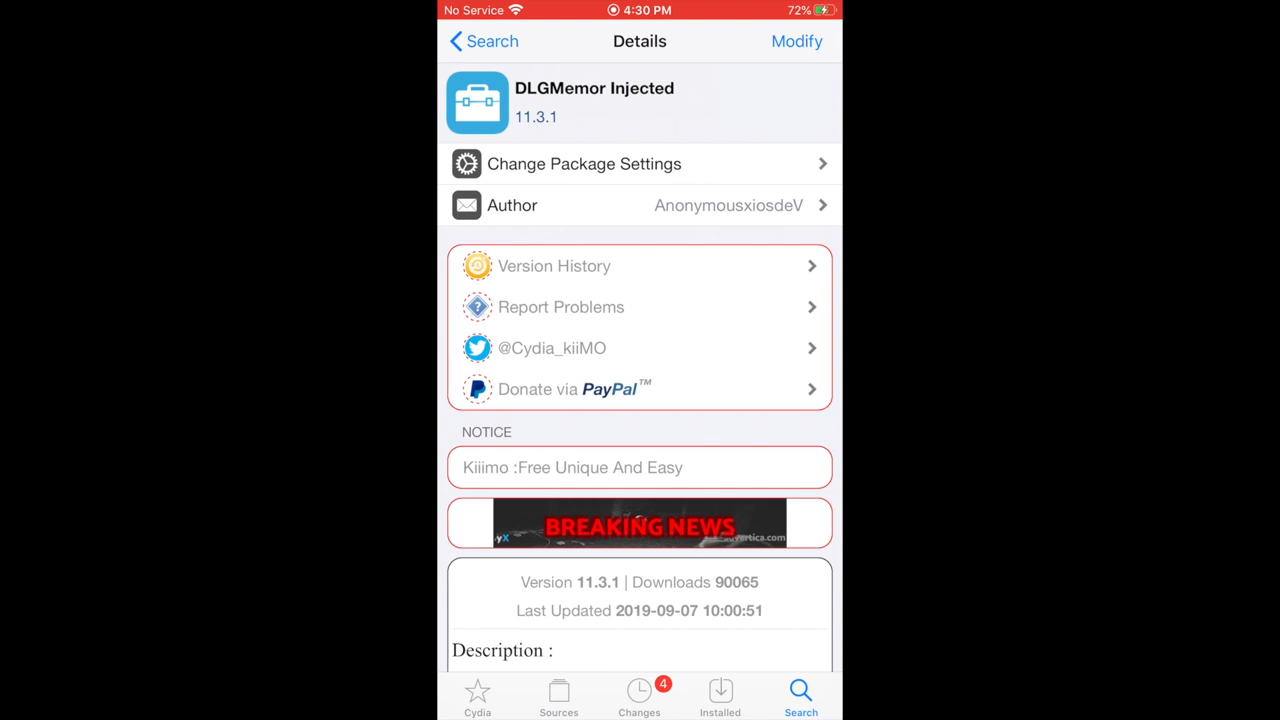 No Service 4:30 PM 72%
Search Details Modify
DLGMemor Injected
11.3.1
Change Package Settings
Author AnonymousxiosdeV
Version History
Report Problems
@Cydia_kiiMO
Donate via PayPal™
NOTICE
Kiiimo :Free Unique And Easy
BREAKING NEWS
Version 11.3.1 | Downloads 90065
Last Updated 2019-09-07 10:00:51
Description :
4
Cydia Sources Changes Installed Search